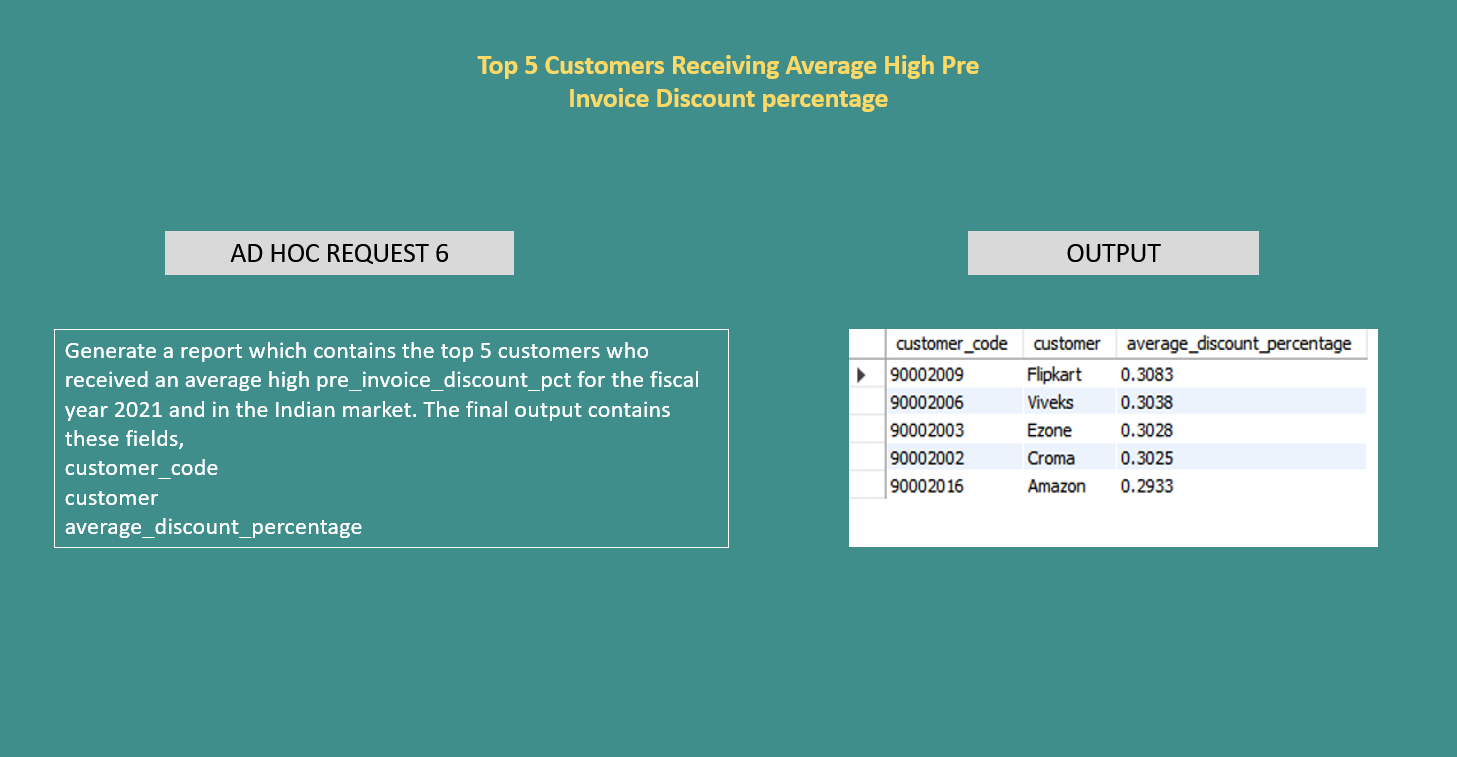 Top 5 Customers Receiving Average High Pre
Invoice Discount percentage
AD HOC REQUEST 6
Generate a report which contains the top 5 customers who
received an average high pre_invoice_discount_pct for the fiscal
year 2021 and in the Indian market. The final output contains
these fields,
customer_code
customer
average_discount_percentage
OUTPUT
customer_code customer average_discount_percentage
90002009 Flipkart 0.3083
90002006 Viveks 0.3038
90002003 Ezone 0.3028
90002002 Croma 0.3025
90002016 Amazon 0.2933